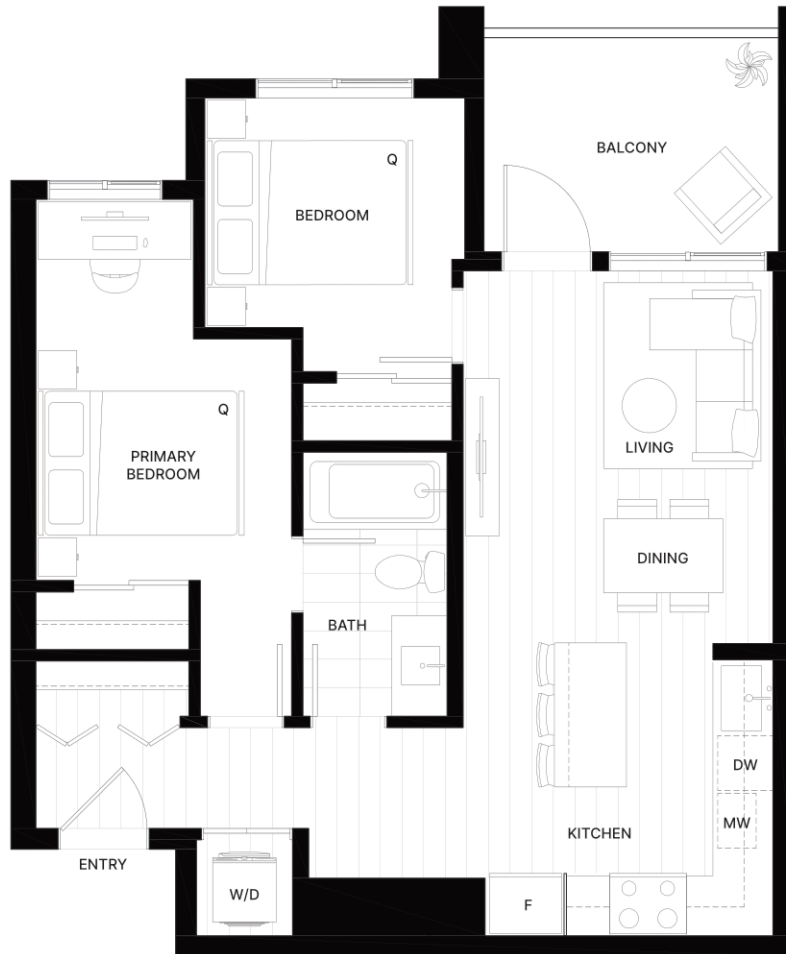 BALCONY
Q
BEDROOM
Q
PRIMARY
BEDROOM
LIVING
DINING
BATH
DW
MW
KITCHEN
ENTRY
W/D
F